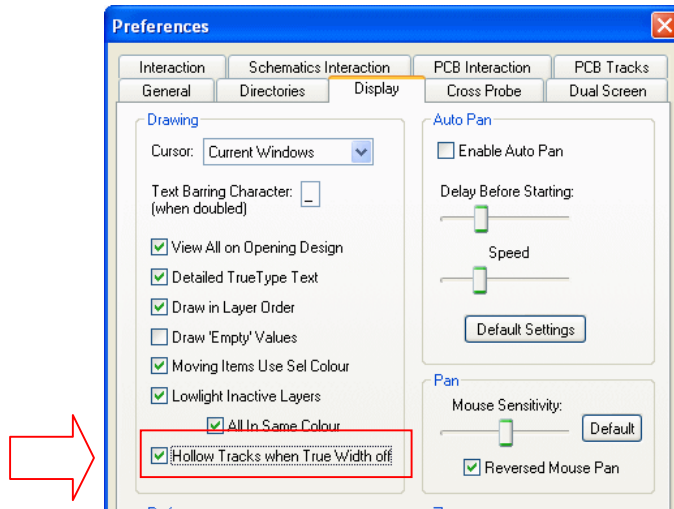 Preferences
Interaction
Schematics Interaction
PCB Interaction
PCB Tracks
General
Directories
Display
Cross Probe
Dual Screen
Drawing
Cursor: Current Windows
Text Barring Character: _
(when doubled)
View All on Opening Design
Detailed TrueType Text
Draw in Layer Order
Draw 'Empty' Values
Moving Items Use Sel Colour
Lowlight Inactive Layers
All In Same Colour
Hollow Tracks when True Width off
Auto Pan
Enable Auto Pan
Delay Before Starting:
Speed
Default Settings
Pan
Mouse Sensitivity:
Default
Reversed Mouse Pan